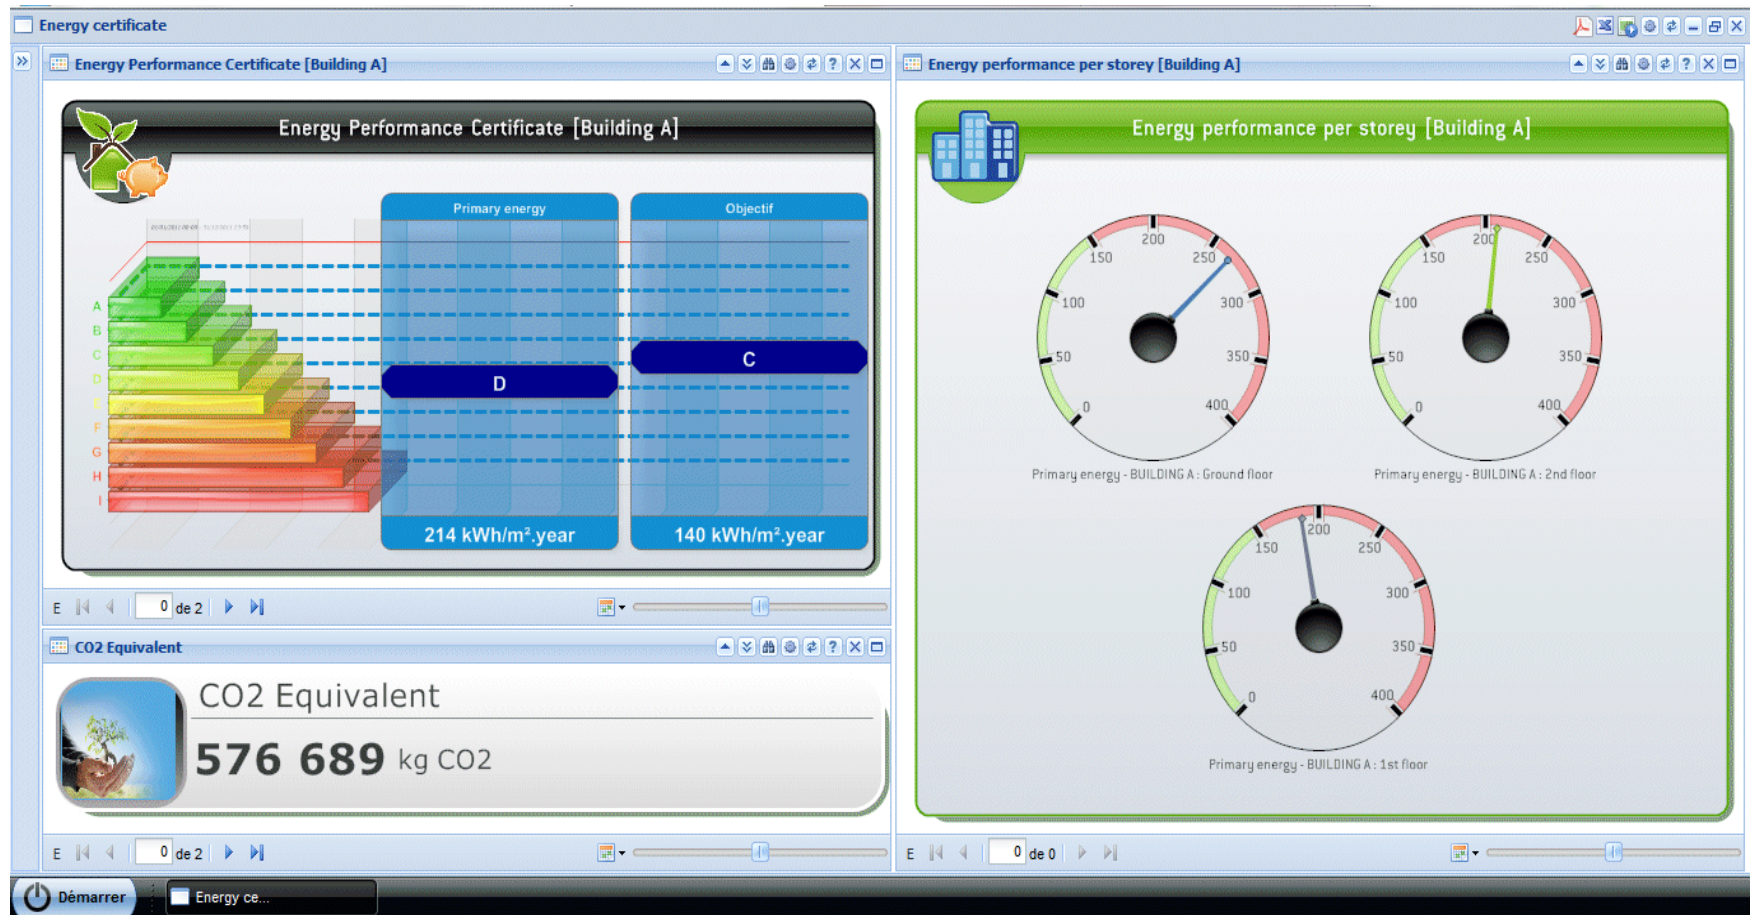 Energy certificate
Energy Performance Certificate [Building A]
Energy Performance Certificate [Building A]
Primary energy
Objectif
A
B
C
D
E
F
G
H
I
D
C
214 kWh/m².year
140 kWh/m².year
E
0 de 2
CO2 Equivalent
CO2 Equivalent
576 689 kg CO2
E
0 de 2
Energy performance per storey [Building A]
Energy performance per storey [Building A]
0
50
100
150
200
250
300
350
400
Primary energy - BUILDING A : Ground floor
0
50
100
150
200
250
300
350
400
Primary energy - BUILDING A : 2nd floor
0
50
100
150
200
250
300
350
400
Primary energy - BUILDING A : 1st floor
E
0 de 0
Démarrer
Energy ce...